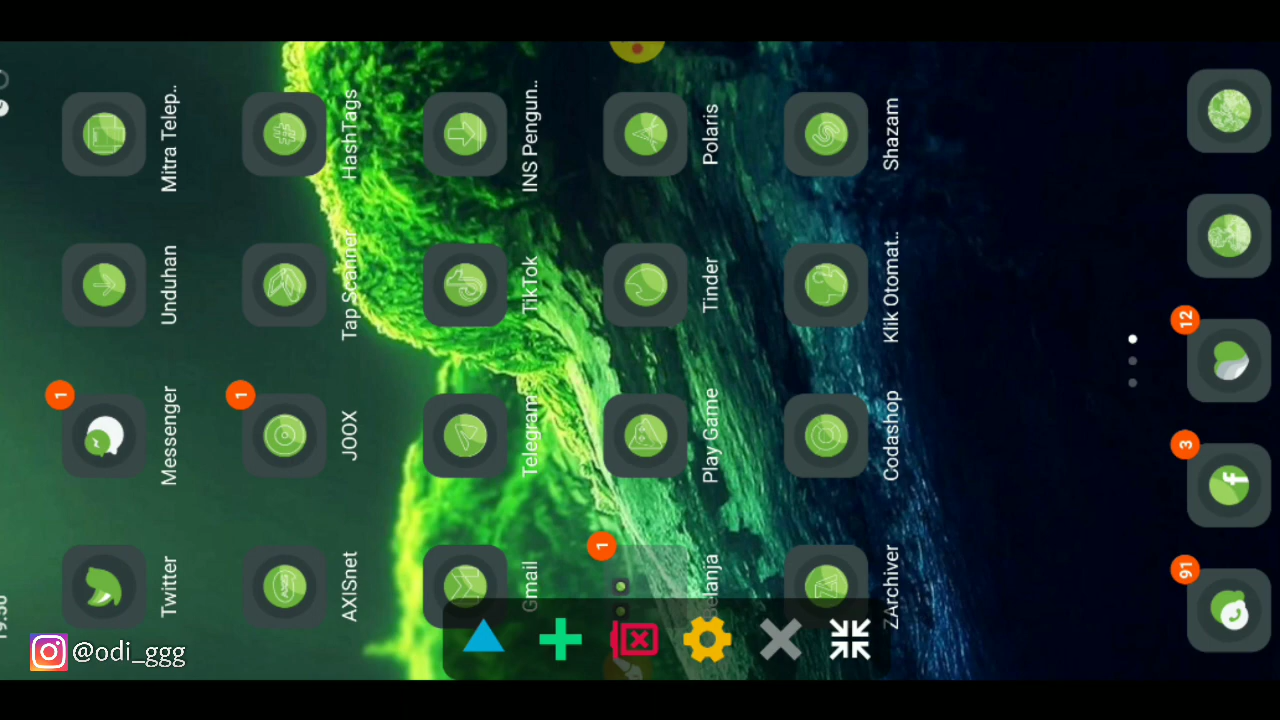 1
Twitter
Messenger
Unduhan
Mitra Telep..
1
AXIS
#
AXISnet
JOOX
Tap Scanner
HashTags
Gmail
Telegram
TikTok
INS Pengun..
1
Belanja
Play Game
Tinder
Polaris
ZArchiver
Codashop
Klik Otomat..
Shazam
91
3
12
f
@odi_ggg